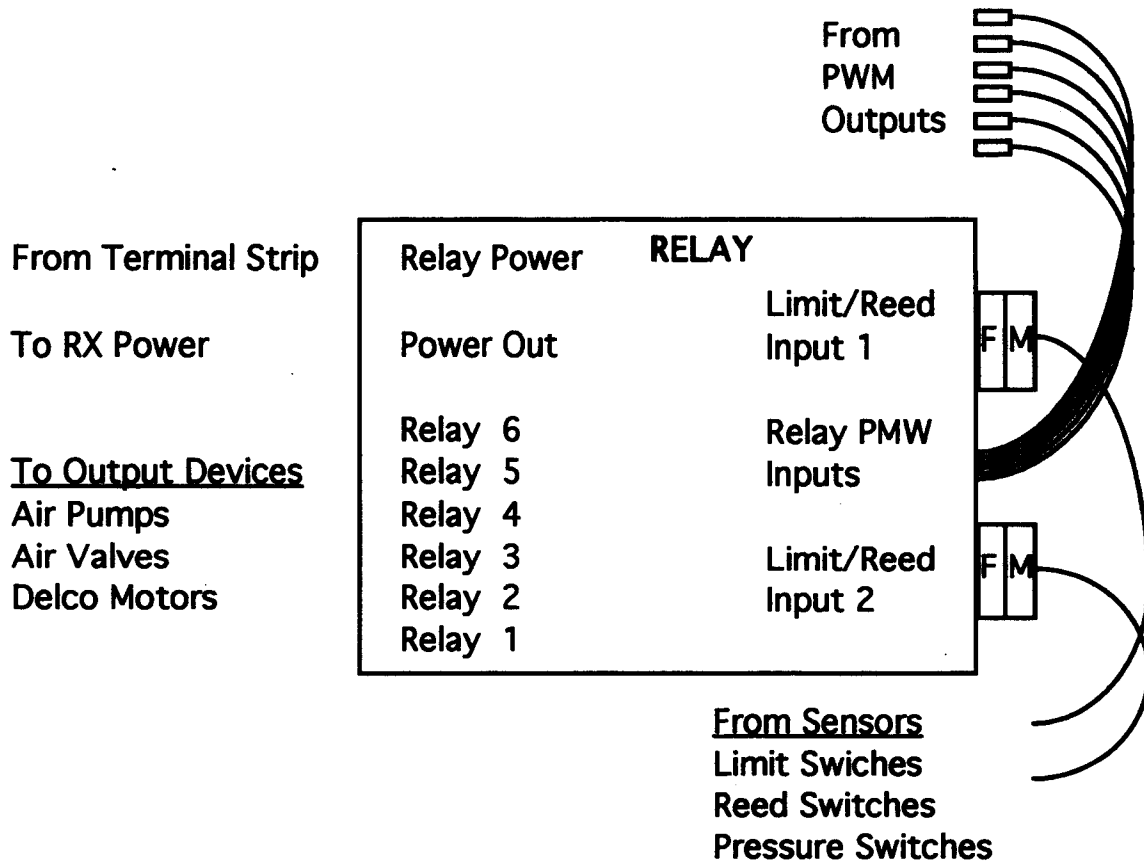 From
PWM
Outputs
From Terminal Strip
Relay Power
RELAY
Limit/Reed
Input 1
F M
To RX Power
Power Out
Relay 6
Relay PMW
Inputs
To Output Devices
Relay 5
Air Pumps
Relay 4
Air Valves
Relay 3
Limit/Reed
Input 2
F M
Delco Motors
Relay 2
Relay 1
From Sensors
Limit Swiches
Reed Switches
Pressure Switches